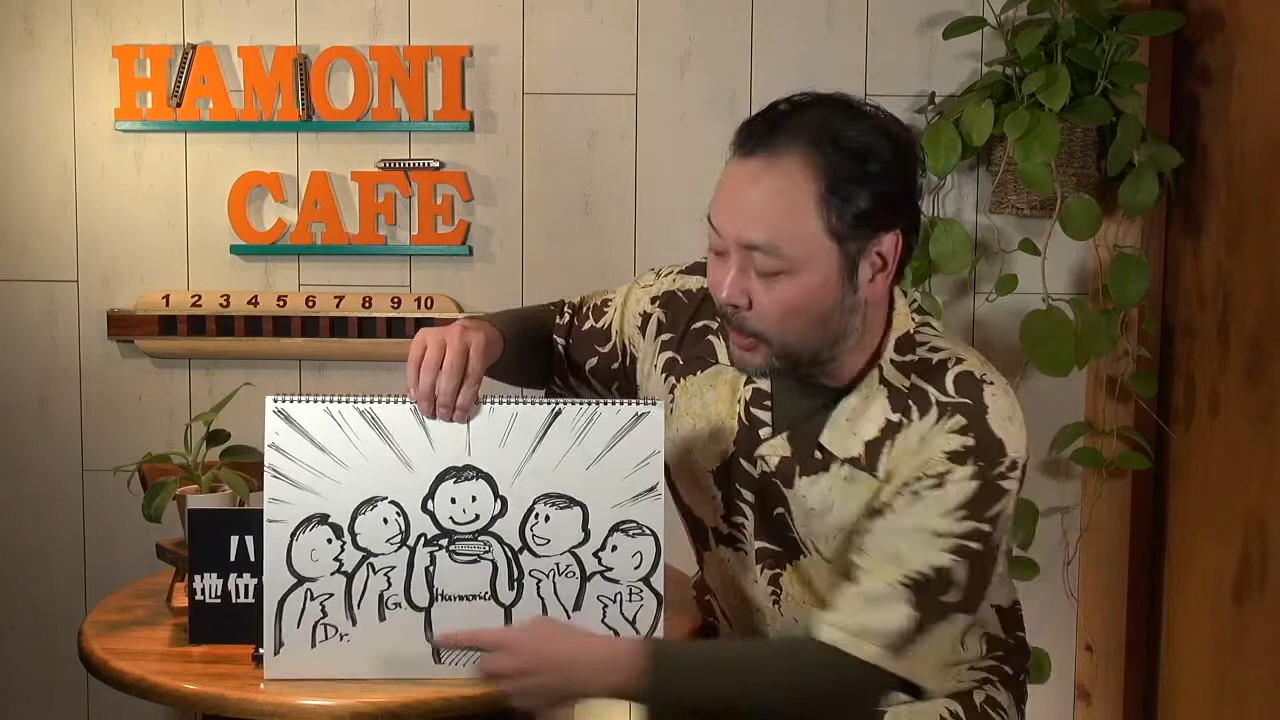 HAMONI
CAFE
1 2 3 4 5 6 7 8 9 10
ハ
地位
Dr.
G.
Harmonica
Vo.
B